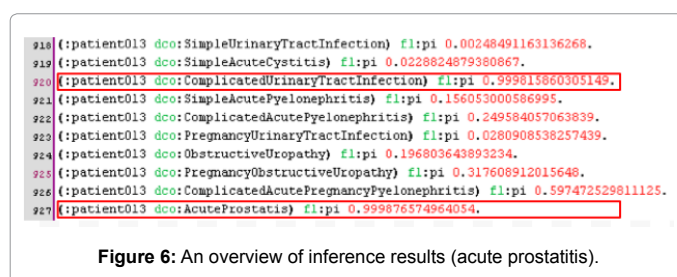 918 (:patient013 dco:SimpleUrinaryTractInfection) fl:pi 0.00248491163136268.
919 (:patient013 dco:SimpleAcuteCystitis) fl:pi 0.0228824879380867.
920 (:patient013 dco:ComplicatedUrinaryTractInfection) fl:pi 0.999815860305149.
921 (:patient013 dco:SimpleAcutePyelonephritis) fl:pi 0.156053000586995.
922 (:patient013 dco:ComplicatedAcutePyelonephritis) fl:pi 0.249584057063839.
923 (:patient013 dco:PregnancyUrinaryTractInfection) fl:pi 0.0280908538257439.
924 (:patient013 dco:ObstructiveUropathy) fl:pi 0.196803643893234.
925 (:patient013 dco:PregnancyObstructiveUropathy) fl:pi 0.317608912015648.
926 (:patient013 dco:ComplicatedAcutePregnancyPyelonephritis) fl:pi 0.597472529811125.
927 (:patient013 dco:AcuteProstatis) fl:pi 0.999876574964054.
Figure 6: An overview of inference results (acute prostatitis).